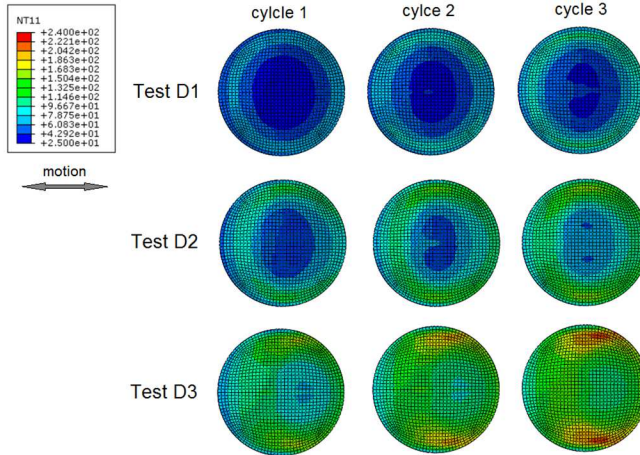 cylcle 1
cylce 2
cycle 3
NT11
+2.400e+02
+2.221e+02
+2.042e+02
+1.863e+02
+1.683e+02
+1.504e+02
+1.325e+02
+1.146e+02
+9.667e+01
+7.875e+01
+6.083e+01
+4.292e+01
+2.500e+01
Test D1
motion
Test D2
Test D3